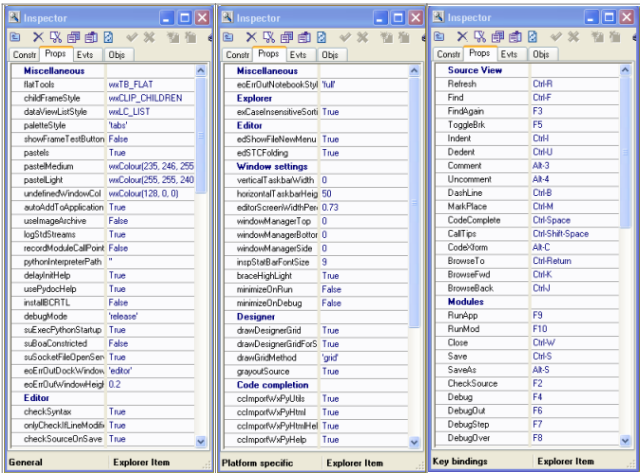 Inspector
Constr Props Evts Objs
Miscellaneous
flatTools wxTB_FLAT
childFrameStyle wxCLIP_CHILDREN
dataViewListStyle wxLC_LIST
paletteStyle 'tabs'
showFrameTestButton False
pastels True
pastelMedium wxColour(235, 246, 255
pastelLight wxColour(255, 255, 240
undefinedWindowCol wxColour(128, 0, 0)
autoAddToApplication True
useImageArchive False
logStdStreams True
recordModuleCallPoint False
pythonInterpreterPath ''
delayInitHelp True
usePydocHelp True
installBCRTL False
debugMode 'release'
suExecPythonStartup True
suBoaConstricted False
suSocketFileOpenServ True
eoErrOutDockWindow 'editor'
eoErrOutWindowHeigh 0.2
Editor
checkSyntax True
onlyCheckIfLineModifi True
checkSourceOnSave True
General Explorer Item
Inspector
Constr Props Evts Objs
Miscellaneous
eoErrOutNotebookStyl 'full'
Explorer
exCaseInsensitiveSorti True
Editor
edShowFileNewMenu True
edSTCFolding True
Window settings
verticalTaskbarWidth 0
horizontalTaskbarHeig 50
editorScreenWidthPerc 0.73
windowManagerTop 0
windowManagerBottor 0
windowManagerSide 0
inspStatBarFontSize 9
braceHighLight True
minimizeOnRun False
minimizeOnDebug False
Designer
drawDesignerGrid True
drawDesignerGridForS True
drawGridMethod 'grid'
grayoutSource True
Code completion
ccImportWxPyUtils True
ccImportWxPyHtml True
ccImportWxPyHtmlHel True
ccImportWxPyHelp True
Platform specific Explorer Item
Inspector
Constr Props Evts Objs
Source View
Refresh Ctrl-R
Find Ctrl-F
FindAgain F3
ToggleBrk F5
Indent Ctrl-I
Dedent Ctrl-U
Comment Alt-3
Uncomment Alt-4
DashLine Ctrl-B
MarkPlace Ctrl-M
CodeComplete Ctrl-Space
CallTips Ctrl-Shift-Space
CodeXform Alt-C
BrowseTo Ctrl-Return
BrowseFwd Ctrl-K
BrowseBack Ctrl-J
Modules
RunApp F9
RunMod F10
Close Ctrl-W
Save Ctrl-S
SaveAs Alt-S
CheckSource F2
Debug F4
DebugOut F6
DebugStep F7
DebugOver F8
Key bindings Explorer Item